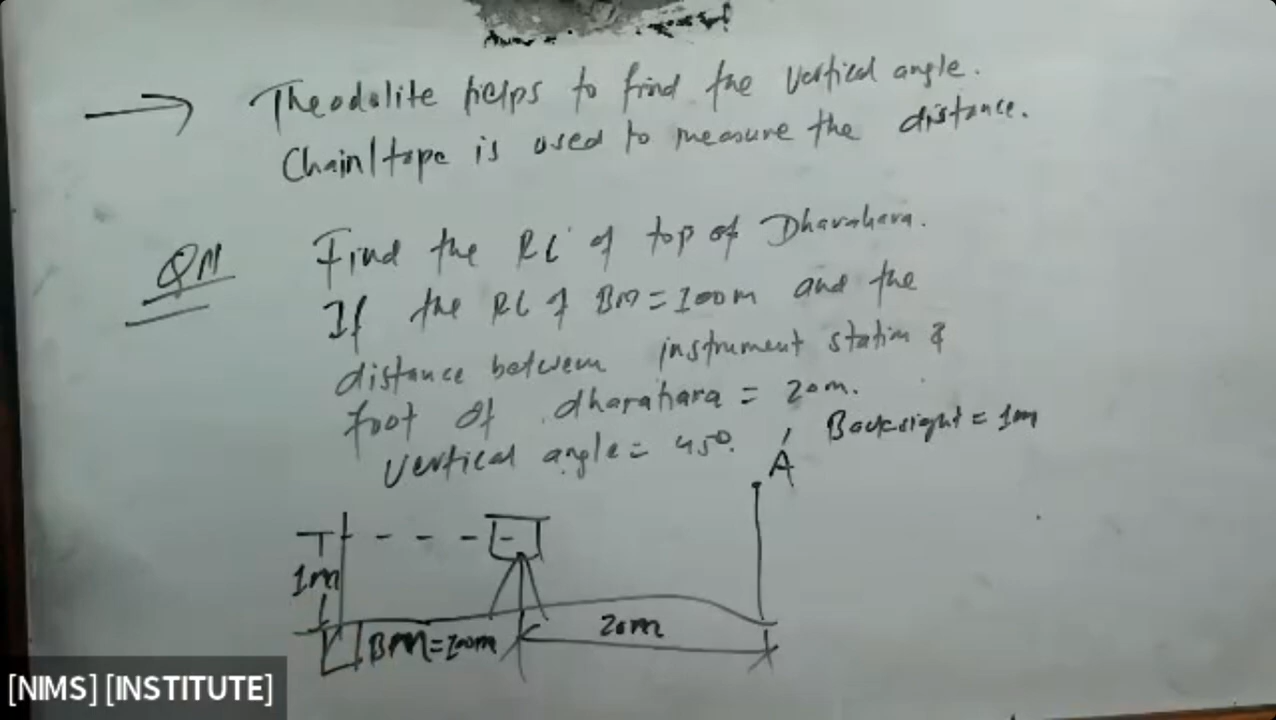 Theodolite helps to find the vertical angle.
Chain/tape is used to measure the distance.
QN
Find the RL of top of Dharahara.
If the RL of BM = 100m and the
distance between instrument station &
foot of dharahara = 20m.
vertical angle = 45°.
Backsight = 1m
A
1m
BM=100m
20m
[NIMS] [INSTITUTE]